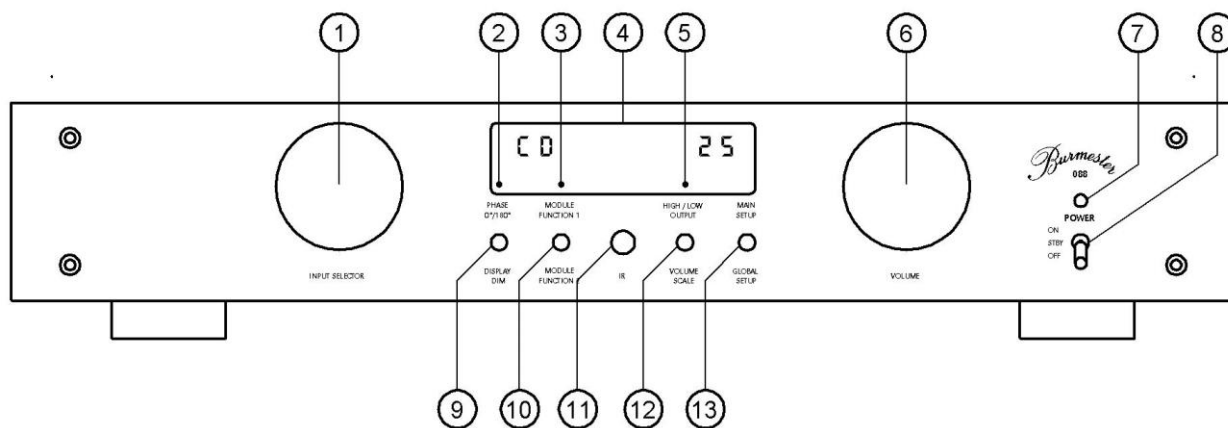 1 2 3 4 5 6 7 8
CD 25
Burmester
088
POWER
ON
STBY
OFF
PHASE
0°/180°
MODULE
FUNCTION 1
HIGH / LOW
OUTPUT
MAIN
SETUP
INPUT SELECTOR
DISPLAY
DIM
MODULE
FUNCTION
IR
VOLUME
SCALE
GLOBAL
SETUP
VOLUME
9 10 11 12 13